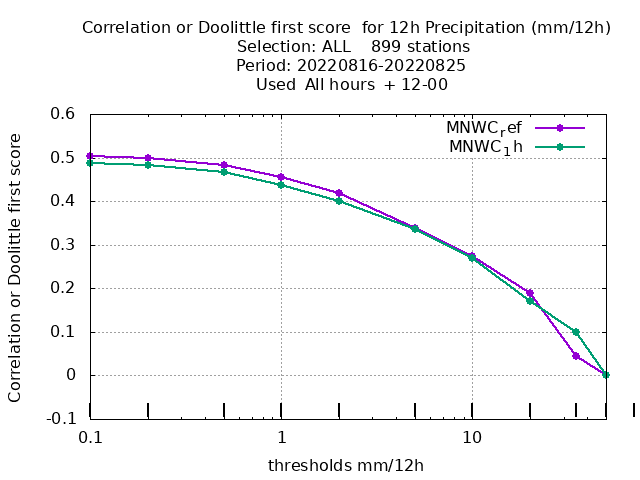 Correlation or Doolittle first score  for 12h Precipitation (mm/12h)
Selection: ALL    899 stations
Period: 20220816-20220825
Used  All hours  + 12-00
MNWCref
MNWC1h
Correlation or Doolittle first score
0.6
0.5
0.4
0.3
0.2
0.1
0
-0.1
0.1
1
10
thresholds mm/12h